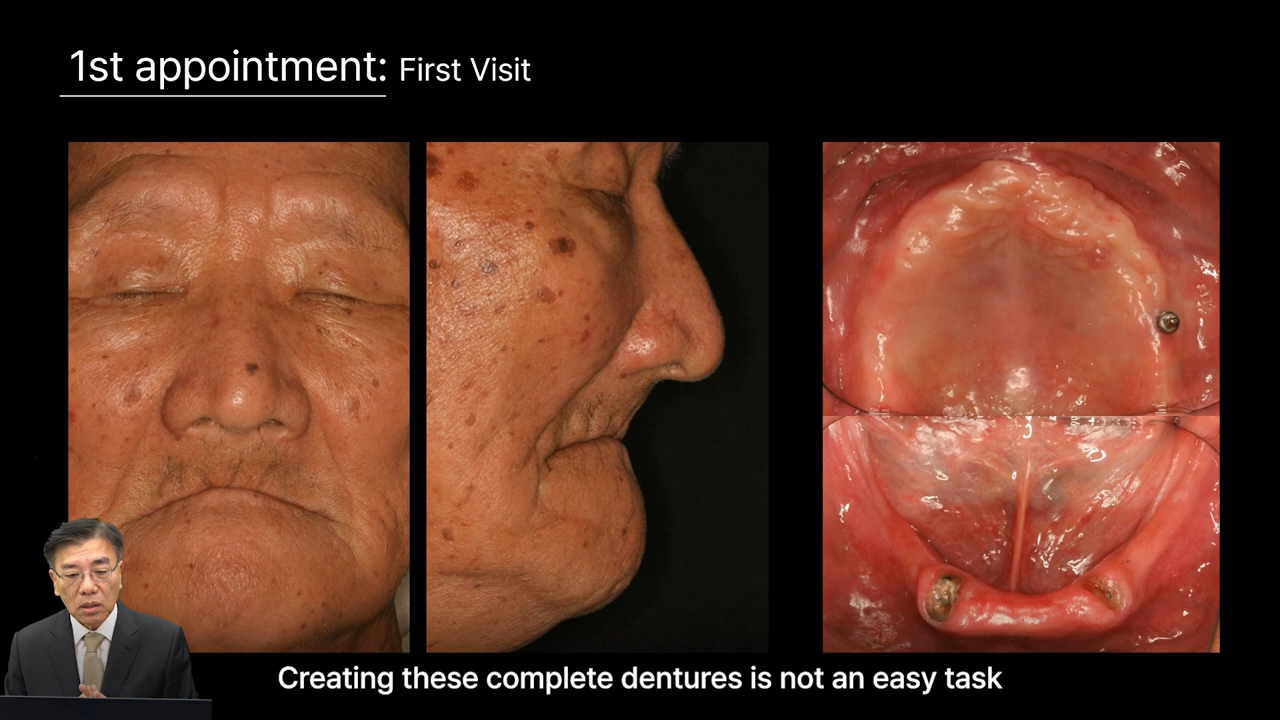 1st appointment: First Visit
Creating these complete dentures is not an easy task